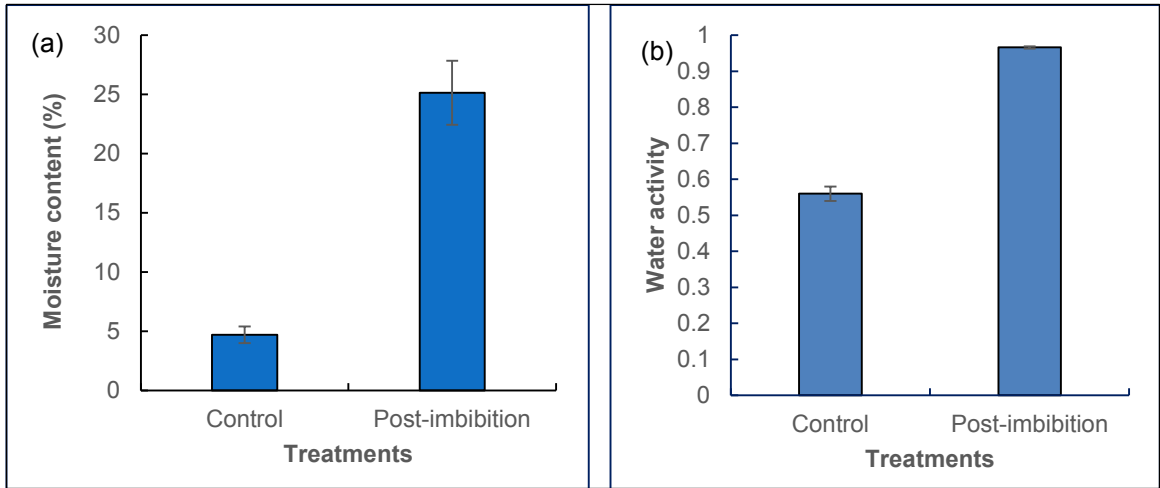 (a)
Moisture content (%)
30
25
20
15
10
5
0
Control
Post-imbibition
Treatments
(b)
Water activity
1
0.9
0.8
0.7
0.6
0.5
0.4
0.3
0.2
0.1
0
Control
Post-imbibition
Treatments